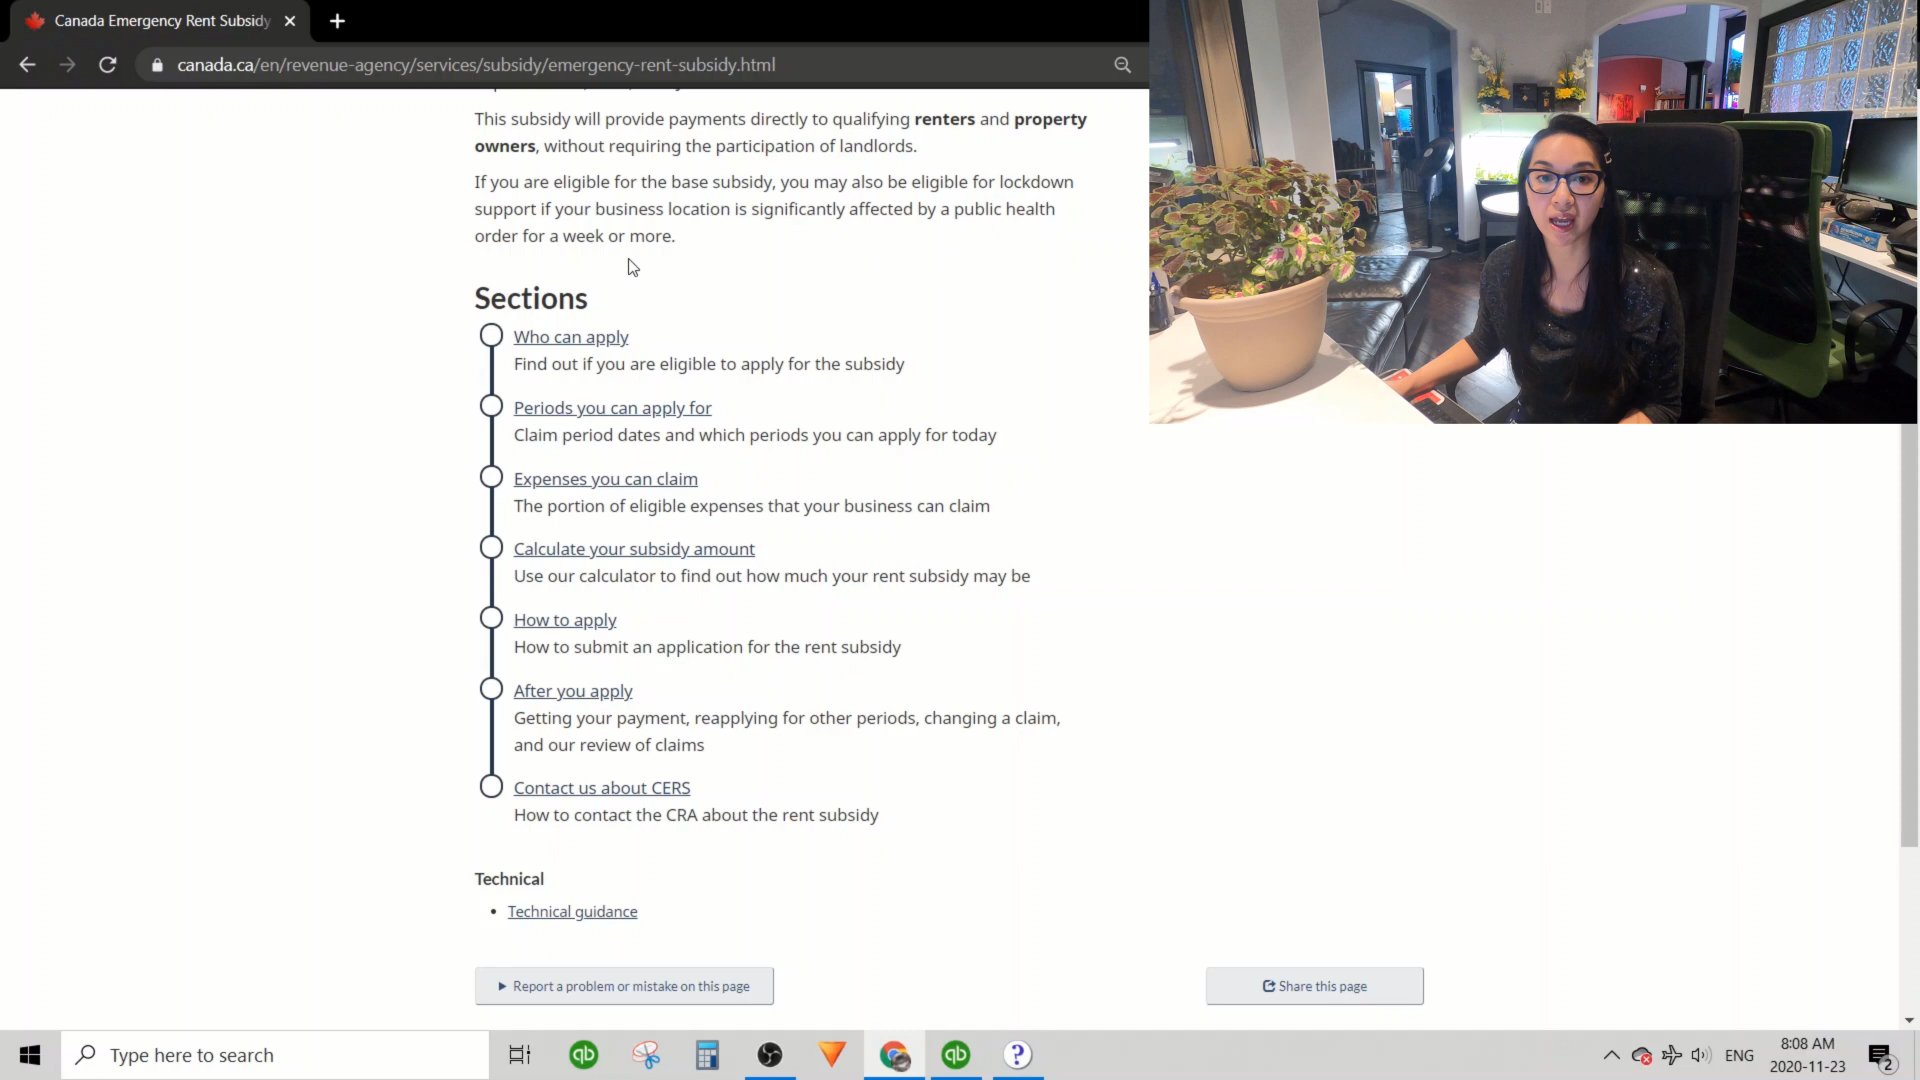 Canada Emergency Rent Subsidy
canada.ca/en/revenue-agency/services/subsidy/emergency-rent-subsidy.html
This subsidy will provide payments directly to qualifying renters and property
owners, without requiring the participation of landlords.
If you are eligible for the base subsidy, you may also be eligible for lockdown
support if your business location is significantly affected by a public health
order for a week or more.
Sections
Who can apply
Find out if you are eligible to apply for the subsidy
Periods you can apply for
Claim period dates and which periods you can apply for today
Expenses you can claim
The portion of eligible expenses that your business can claim
Calculate your subsidy amount
Use our calculator to find out how much your rent subsidy may be
How to apply
How to submit an application for the rent subsidy
After you apply
Getting your payment, reapplying for other periods, changing a claim,
and our review of claims
Contact us about CERS
How to contact the CRA about the rent subsidy
Technical
• Technical guidance
Report a problem or mistake on this page
Share this page
Type here to search
qb
qb
?
ENG
8:08 AM
2020-11-23
2